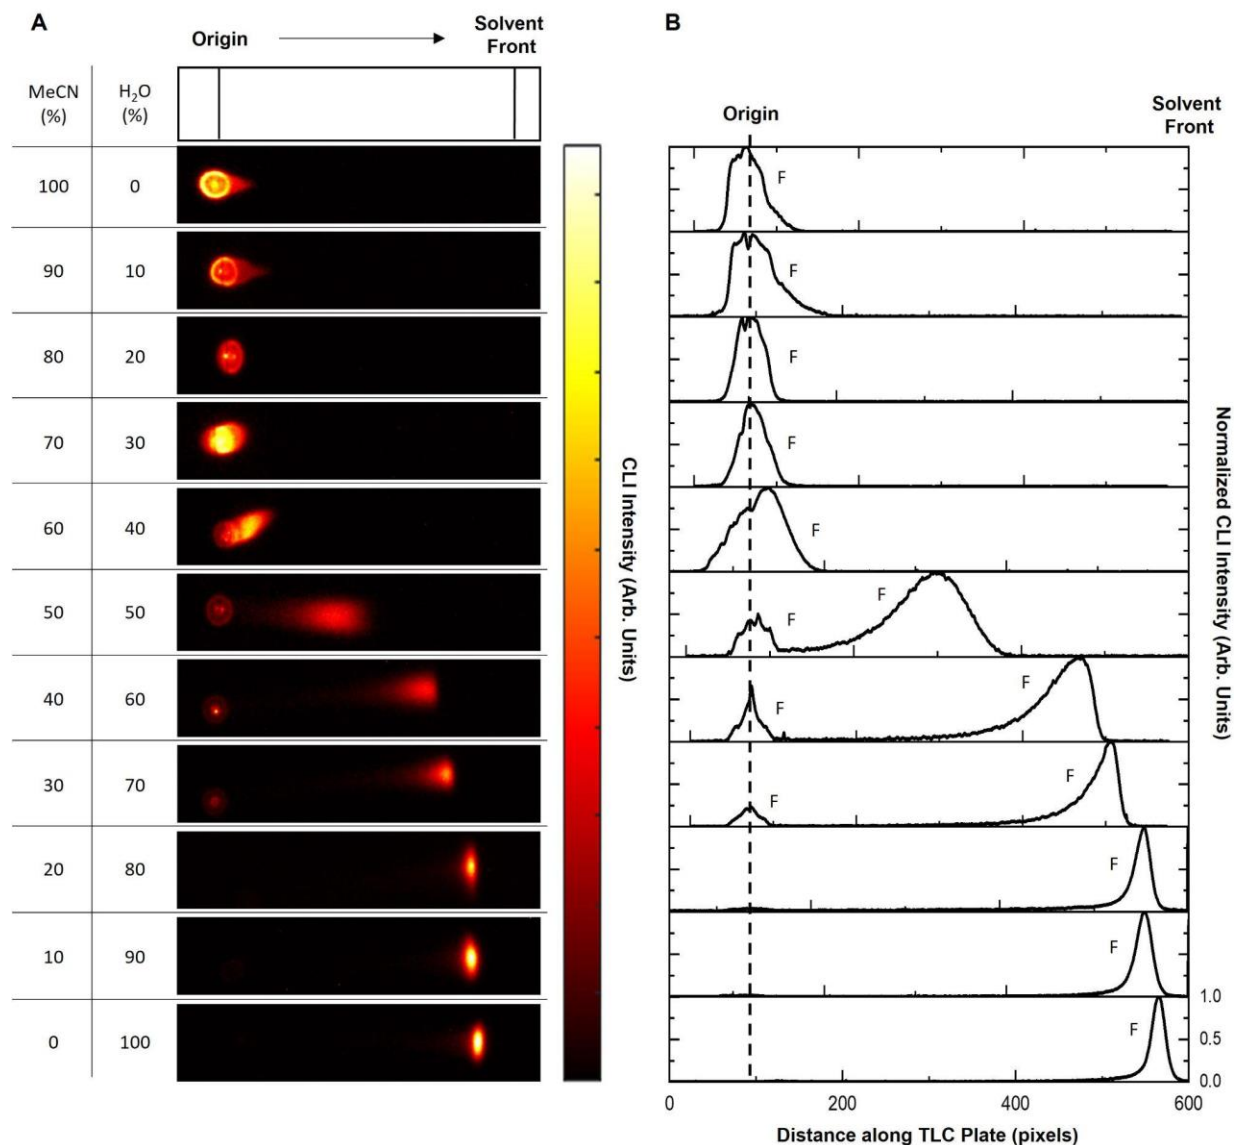 A
Origin
Solvent
Front
MeCN
(%)
H2O
(%)
100 0
90 10
80 20
70 30
60 40
50 50
40 60
30 70
20 80
10 90
0 100
CLI Intensity (Arb. Units)
B
Origin
Solvent
Front
F
F
F
F
F
F F
F F
F F
F
F
F
1.0
0.5
0.0
Normalized CLI Intensity (Arb. Units)
0 200 400 600
Distance along TLC Plate (pixels)